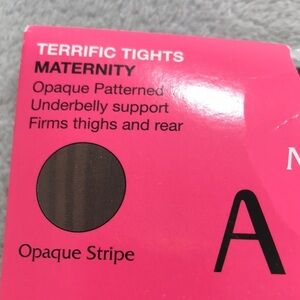 TERRIFIC TIGHTS
MATERNITY
Opaque Patterned
Underbelly support
Firms thighs and rear
N
A
Opaque Stripe